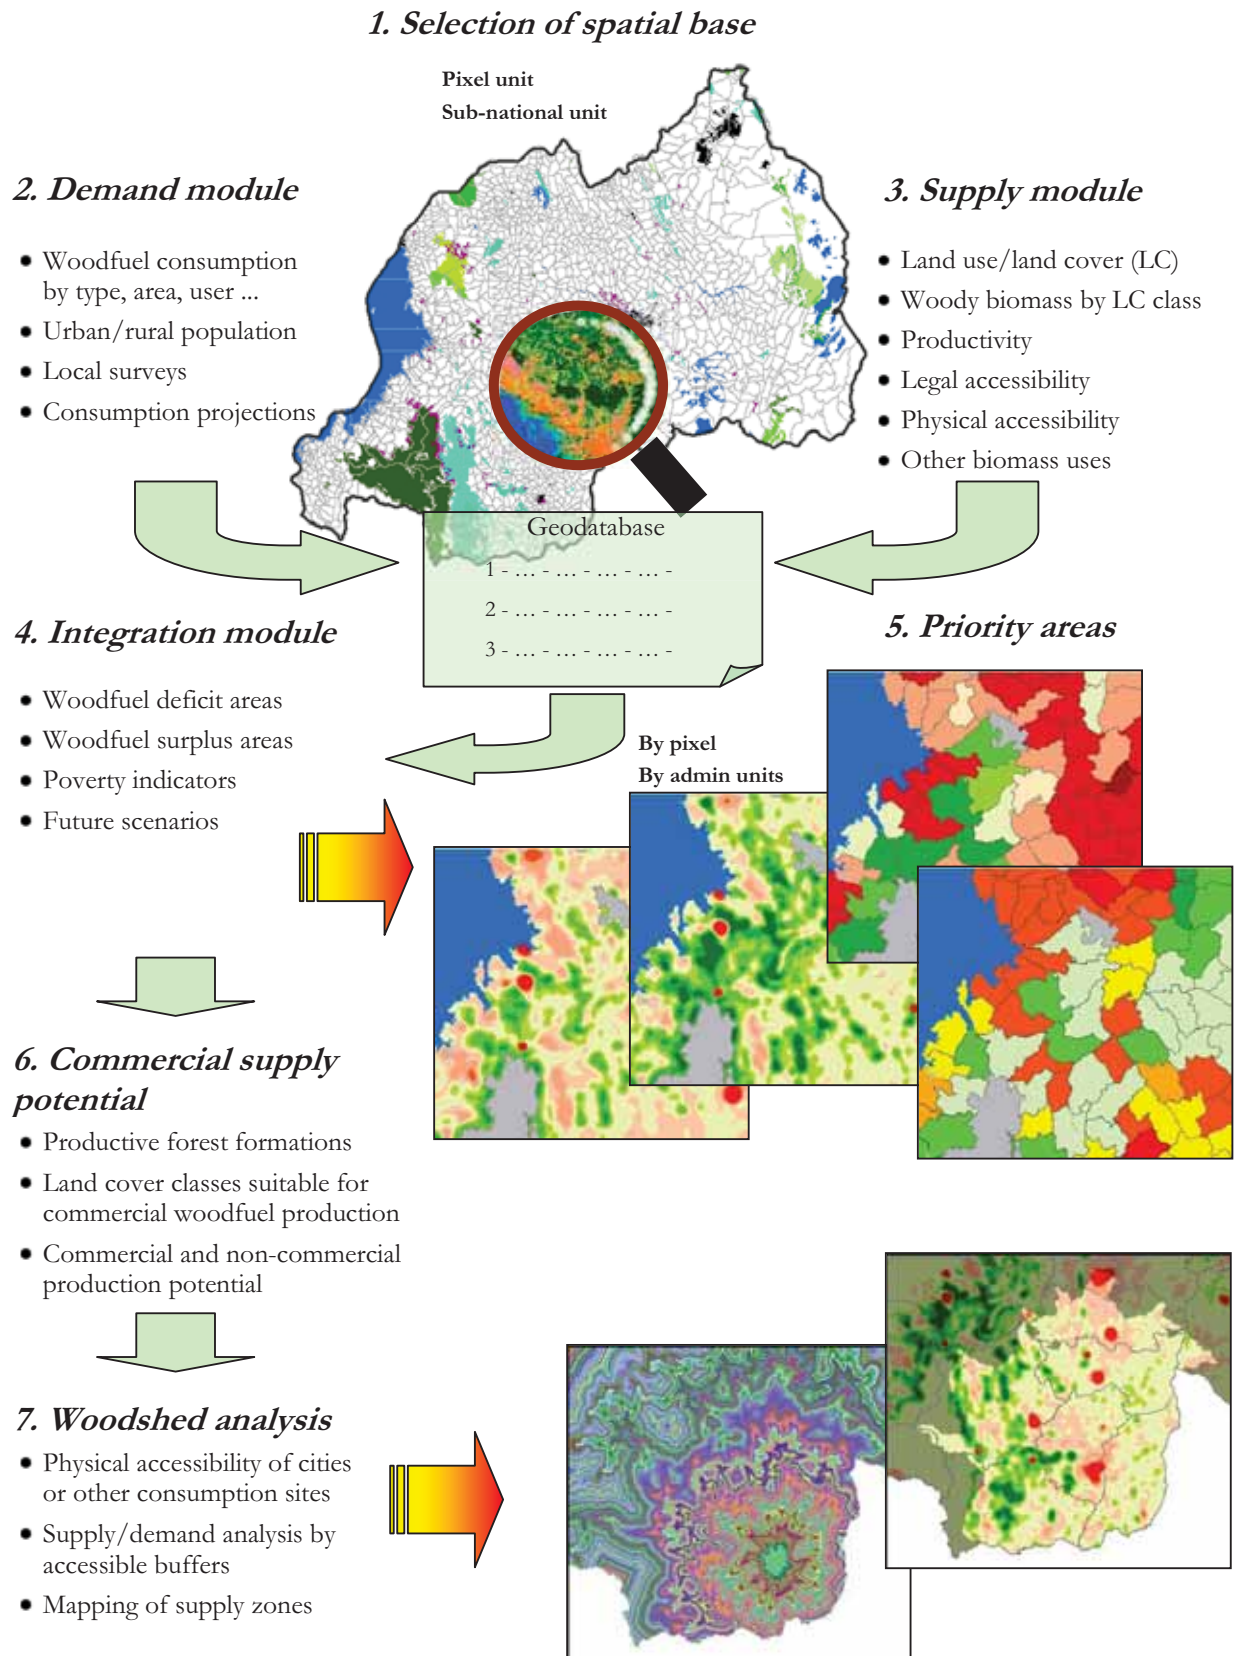 1. Selection of spatial base
Pixel unit
Sub-national unit
2. Demand module
• Woodfuel consumption
by type, area, user ...
• Urban/rural population
• Local surveys
• Consumption projections
3. Supply module
• Land use/land cover (LC)
• Woody biomass by LC class
• Productivity
• Legal accessibility
• Physical accessibility
• Other biomass uses
Geodatabase
1 - ... - ... - ... - ... -
2 - ... - ... - ... - ... -
3 - ... - ... - ... - ... -
4. Integration module
• Woodfuel deficit areas
• Woodfuel surplus areas
• Poverty indicators
• Future scenarios
5. Priority areas
By pixel
By admin units
6. Commercial supply
potential
• Productive forest formations
• Land cover classes suitable for
commercial woodfuel production
• Commercial and non-commercial
production potential
7. Woodshed analysis
• Physical accessibility of cities
or other consumption sites
• Supply/demand analysis by
accessible buffers
• Mapping of supply zones